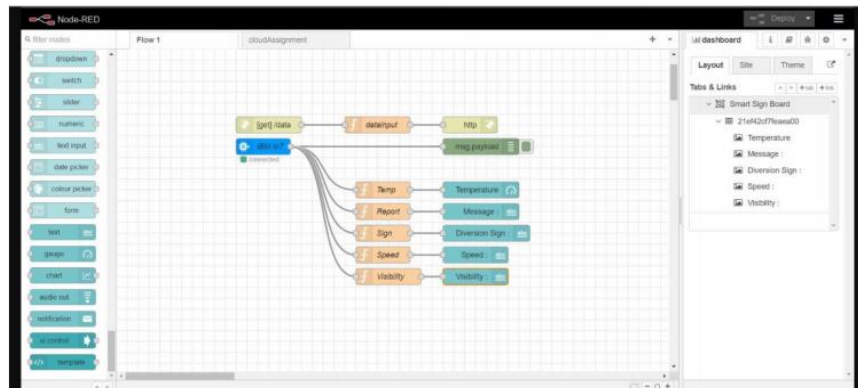 Node-RED
Deploy
filter nodes
Flow 1
cloudAssignment
dashboard
Layout
Site
Theme
Tabs & Links
+ tab
+ link
Smart Sign Board
Temperature
Message :
Diversion Sign :
Speed :
Visibility :
dropdown
switch
slider
numeric
text input
date picker
colour picker
form
text
gauge
chart
audio out
notification
ui control
template
[get] /data
dataInput
http
IBM IoT
connected
msg.payload
Temp
Temperature
Report
Message :
Sign
Diversion Sign :
Speed
Speed :
Visibility
Visibility :